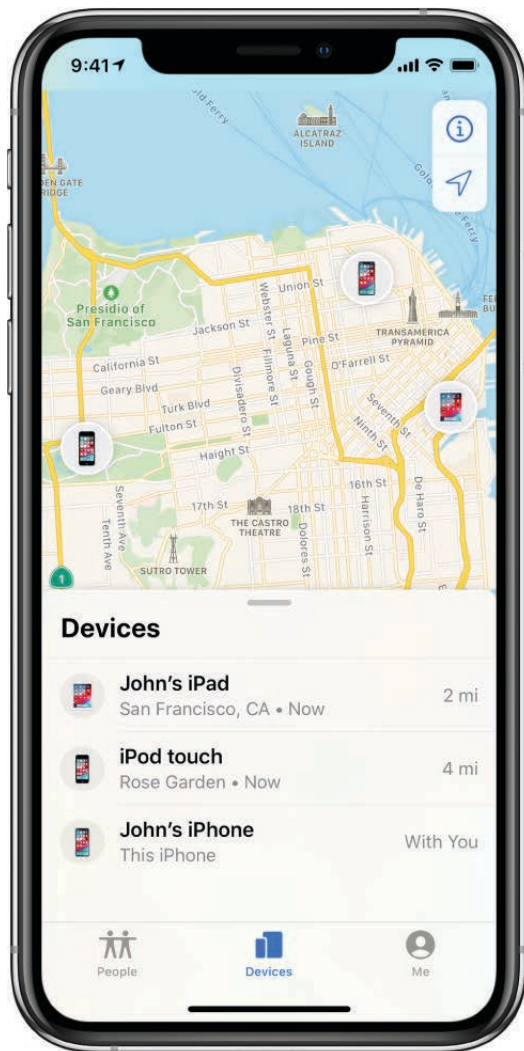 9:41
ld Ferry
ALCATRAZ
ISLAND
DEN GATE
RIDGE
Presidio of
San Francisco
Union St
Jackson St
Webster St
Fillmore St
Laguna St
Gough St
Pine St
TRANSAMERICA
PYRAMID
California St
Geary Blvd
O'Farrell St
Turk Blvd
Divisadero St
Fulton St
Seventh St
Ninth St
Haight St
16th St
Seventh Ave
Tenth Ave
17th St
THE CASTRO
THEATRE
18th St
Dolores St
Harrison St
De Haro St
SUTRO TOWER
1
Devices
John's iPad
San Francisco, CA • Now
2 mi
iPod touch
Rose Garden • Now
4 mi
John's iPhone
This iPhone
With You
People
Devices
Me